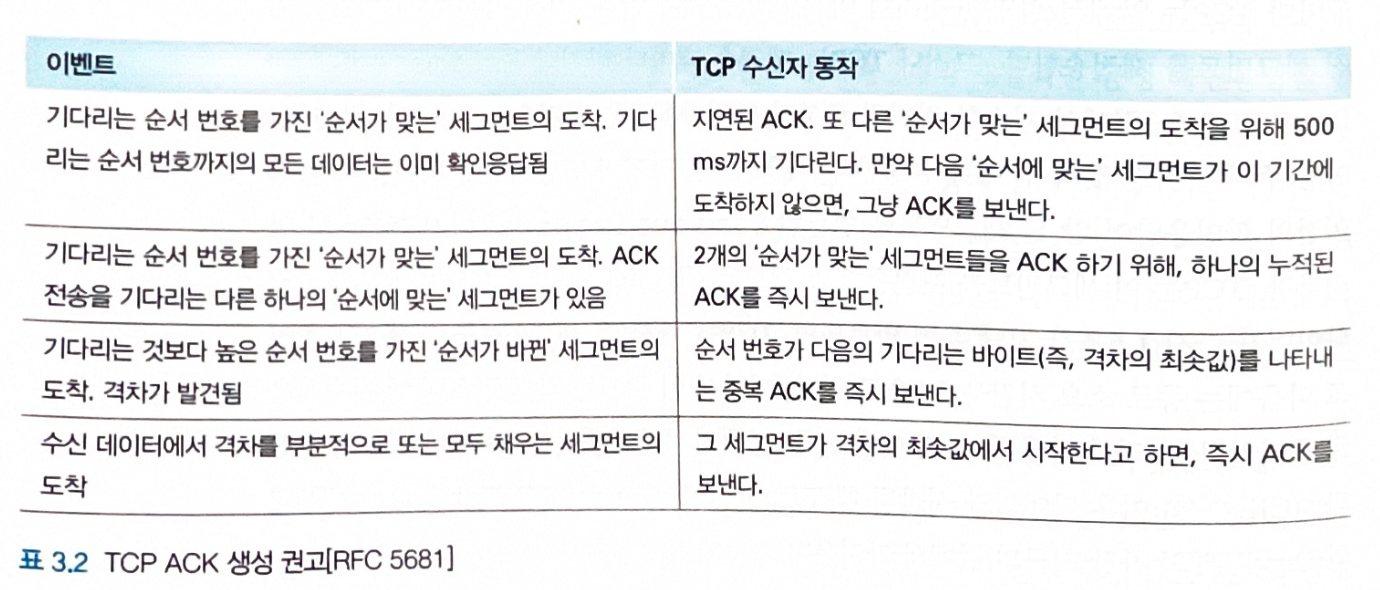 이벤트
TCP 수신자 동작
기다리는 순서 번호를 가진 ‘순서가 맞는’ 세그먼트의 도착. 기다
리는 순서 번호까지의 모든 데이터는 이미 확인응답됨
지연된 ACK. 또 다른 ‘순서가 맞는’ 세그먼트의 도착을 위해 500
ms까지 기다린다. 만약 다음 ‘순서에 맞는’ 세그먼트가 이 기간에
도착하지 않으면, 그냥 ACK를 보낸다.
기다리는 순서 번호를 가진 ‘순서가 맞는’ 세그먼트의 도착. ACK
전송을 기다리는 다른 하나의 ‘순서에 맞는’ 세그먼트가 있음
2개의 ‘순서가 맞는’ 세그먼트들을 ACK 하기 위해, 하나의 누적된
ACK를 즉시 보낸다.
기다리는 것보다 높은 순서 번호를 가진 ‘순서가 바뀐’ 세그먼트의
도착. 격차가 발견됨
순서 번호가 다음의 기다리는 바이트(즉, 격차의 최솟값)를 나타내
는 중복 ACK를 즉시 보낸다.
수신 데이터에서 격차를 부분적으로 또는 모두 채우는 세그먼트의
도착
그 세그먼트가 격차의 최솟값에서 시작한다고 하면, 즉시 ACK를
보낸다.
표 3.2 TCP ACK 생성 권고[RFC 5681]